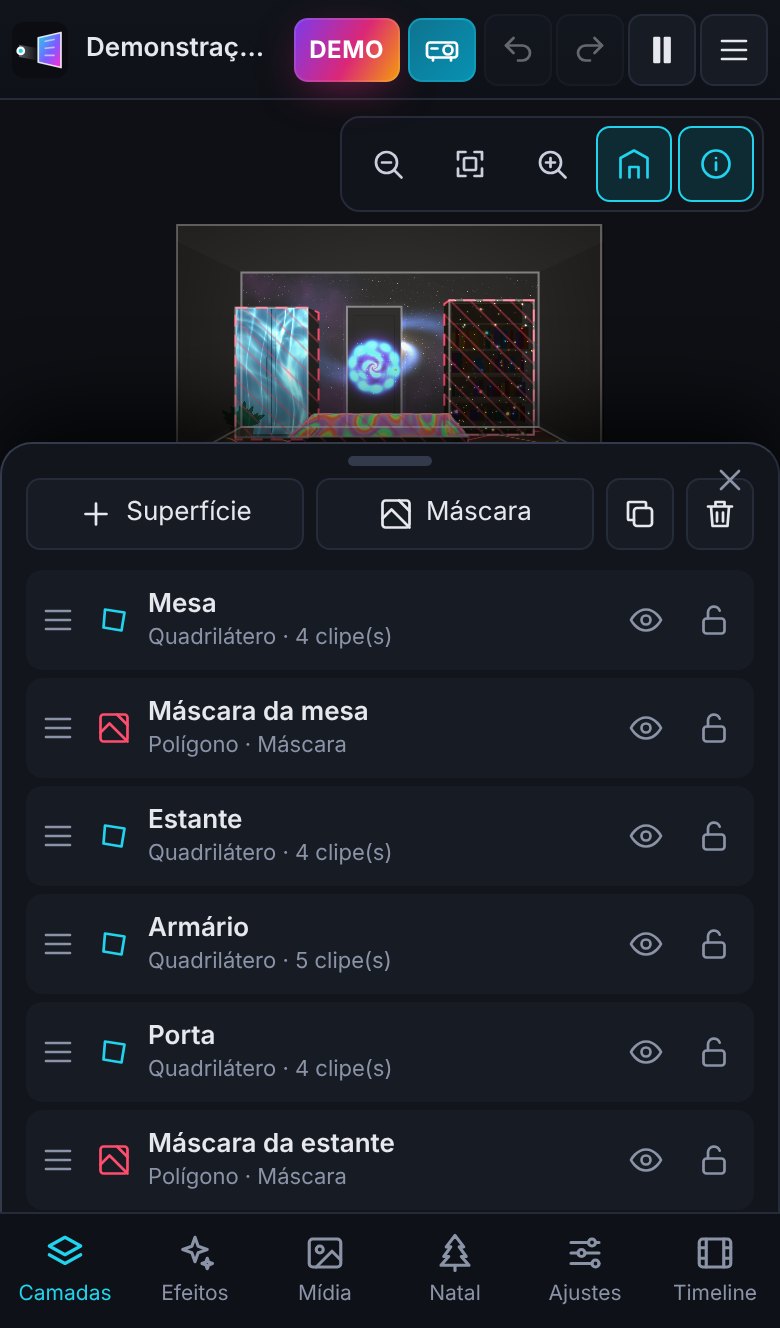 Demonstraç...
DEMO
Superfície
Máscara
Mesa
Quadrilátero · 4 clipe(s)
Máscara da mesa
Polígono · Máscara
Estante
Quadrilátero · 4 clipe(s)
Armário
Quadrilátero · 5 clipe(s)
Porta
Quadrilátero · 4 clipe(s)
Máscara da estante
Polígono · Máscara
Camadas
Efeitos
Mídia
Natal
Ajustes
Timeline